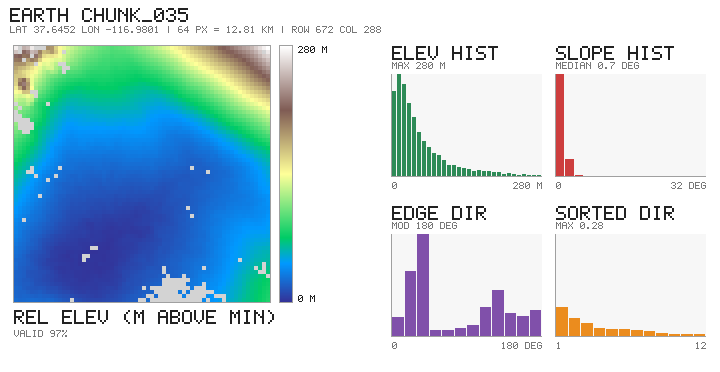 EARTH CHUNK_035
LAT 37.6452 LON -116.9801 | 64 PX = 12.81 KM | ROW 672 COL 288
280 M
0 M
REL ELEV (M ABOVE MIN)
VALID 97%
ELEV HIST
MAX 280 M
0 280 M
SLOPE HIST
MEDIAN 0.7 DEG
0 32 DEG
EDGE DIR
MOD 180 DEG
0 180 DEG
SORTED DIR
MAX 0.28
1 12